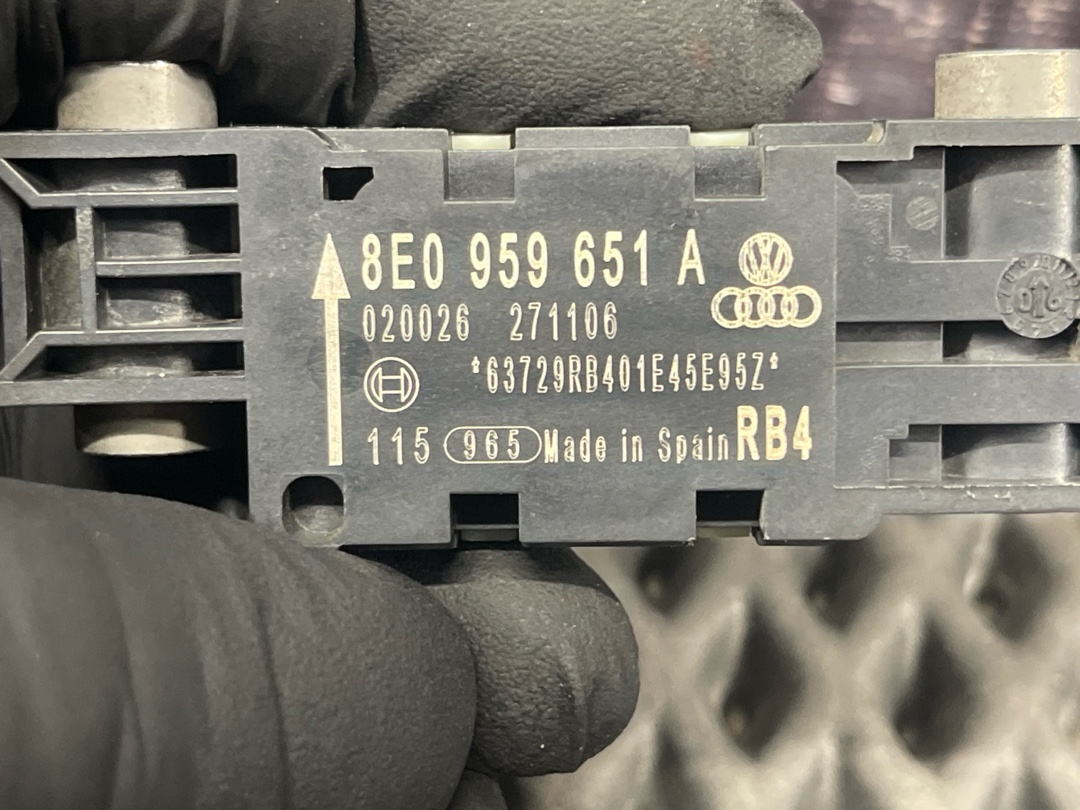 8E0 959 651 A
020026 271106
*63729RB401E45E95Z*
115 965 Made in Spain RB4